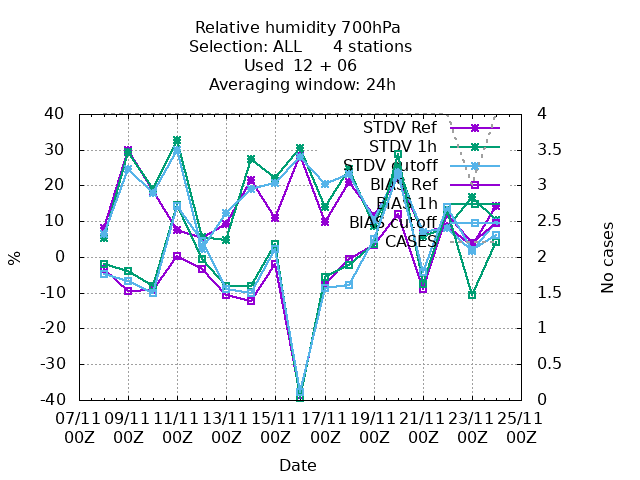 Relative humidity 700hPa
Selection: ALL 4 stations
Used 12 + 06
Averaging window: 24h
40 4
30 3.5
20 3
10 2.5
0 2
-10 1.5
-20 1
-30 0.5
-40 0
STDV Ref
STDV 1h
STDV cutoff
BIAS Ref
BIAS 1h
BIAS cutoff
CASES
%
No cases
07/11 09/11 11/11 13/11 15/11 17/11 19/11 21/11 23/11 25/11
00Z 00Z 00Z 00Z 00Z 00Z 00Z 00Z 00Z 00Z
Date